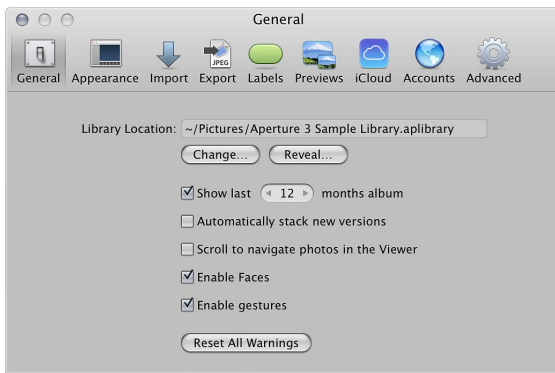 General
General Appearance Import Export Labels Previews iCloud Accounts Advanced
JPEG
Library Location: ~/Pictures/Aperture 3 Sample Library.aplibrary
Change... Reveal...
Show last 12 months album
Automatically stack new versions
Scroll to navigate photos in the Viewer
Enable Faces
Enable gestures
Reset All Warnings